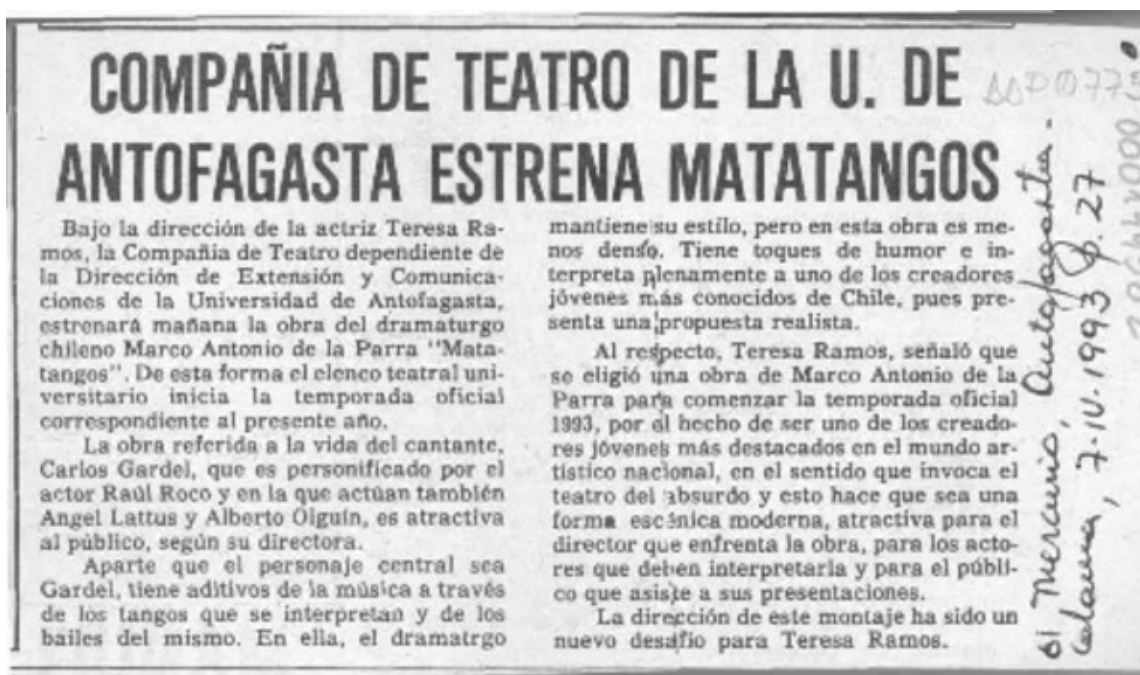 COMPAÑIA DE TEATRO DE LA U. DE
ANTOFAGASTA ESTRENA MATATANGOS
Bajo la dirección de la actriz Teresa Ra-
mos, la Compañia de Teatro dependiente de
la Dirección de Extensión y Comunica-
ciones de la Universidad de Antofagasta,
estrenará mañana la obra del dramaturgo
chileno Marco Antonio de la Parra "Mata-
tangos". De esta forma el elenco teatral uni-
versitario inicia la temporada oficial
correspondiente al presente año.
La obra referida a la vida del cantante,
Carlos Gardel, que es personificado por el
actor Raúl Roco y en la que actúan también
Angel Lattus y Alberto Olguin, es atractiva
al público, según su directora.
Aparte que el personaje central sea
Gardel, tiene aditivos de la música a través
de los tangos que se interpretan y de los
bailes del mismo. En ella, el dramatrgo
mantiene su estilo, pero en esta obra es me-
nos denso. Tiene toques de humor e in-
terpreta plenamente a uno de los creadores
jóvenes más conocidos de Chile, pues pre-
senta una propuesta realista.
Al respecto, Teresa Ramos, señaló que
se eligió una obra de Marco Antonio de la
Parra para comenzar la temporada oficial
1993, por el hecho de ser uno de los creado-
res jóvenes más destacados en el mundo ar-
tístico nacional, en el sentido que invoca el
teatro del absurdo y esto hace que sea una
forma escénica moderna, atractiva para el
director que enfrenta la obra, para los acto-
res que deben interpretarla y para el públi-
co que asiste a sus presentaciones.
La dirección de este montaje ha sido un
nuevo desafío para Teresa Ramos.
El Mercurio, Antofagasta.
Calama, 7-IV-1993 p. 27